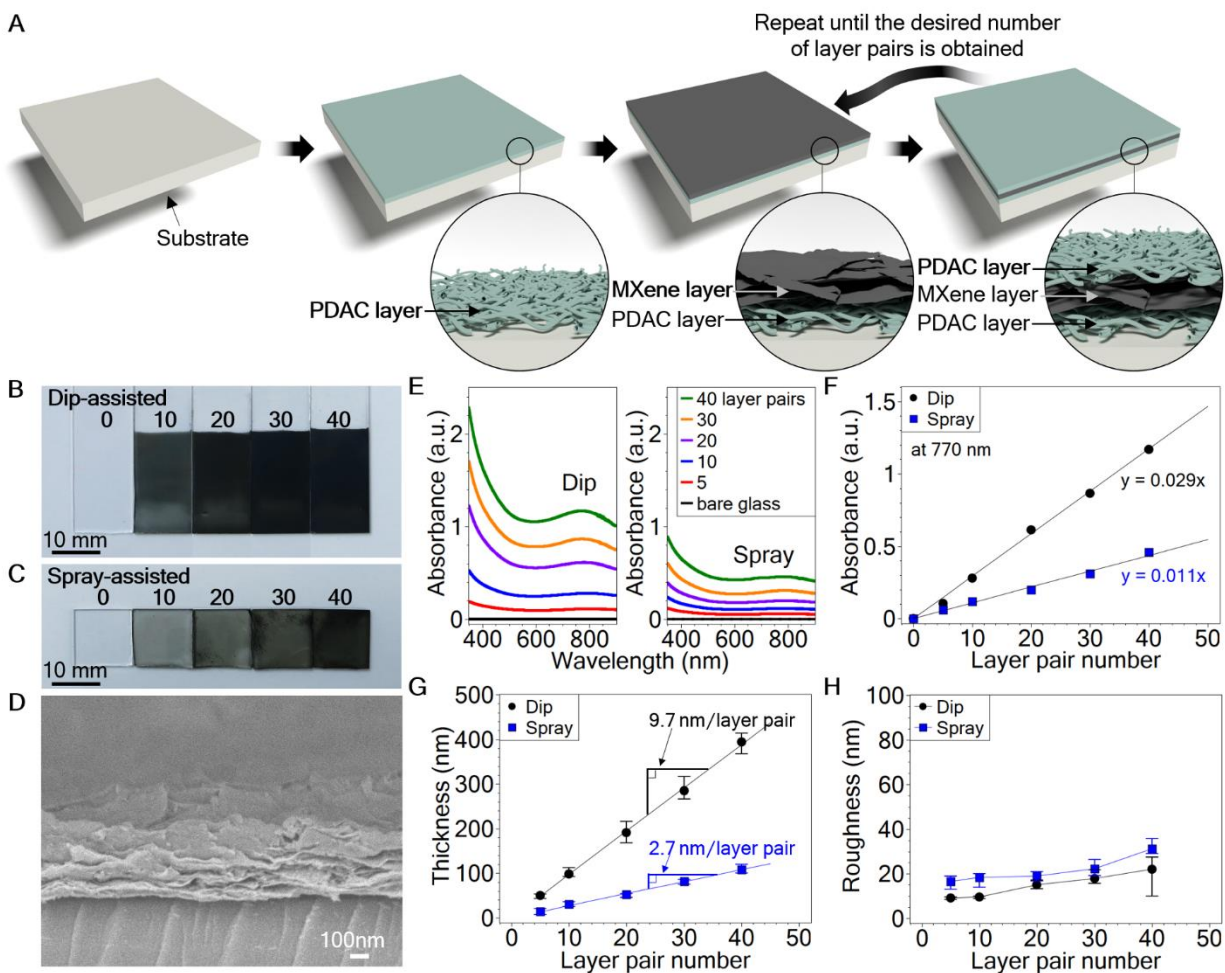 A
Repeat until the desired number
of layer pairs is obtained
Substrate
PDAC layer
MXene layer
PDAC layer
PDAC layer
MXene layer
PDAC layer
B
Dip-assisted
0 10 20 30 40
10 mm
C
Spray-assisted
0 10 20 30 40
10 mm
D
100nm
E
Absorbance (a.u.)
2
1
0
Dip
400 600 800
Absorbance (a.u.)
2
1
0
40 layer pairs
30
20
10
5
bare glass
Spray
400 600 800
Wavelength (nm)
F
Absorbance (a.u.)
1.5
1
0.5
0
Dip
Spray
at 770 nm
y = 0.029x
y = 0.011x
0 10 20 30 40 50
Layer pair number
G
Thickness (nm)
500
400
300
200
100
0
Dip
Spray
9.7 nm/layer pair
2.7 nm/layer pair
0 10 20 30 40 50
Layer pair number
H
Roughness (nm)
100
80
60
40
20
0
Dip
Spray
0 10 20 30 40 50
Layer pair number